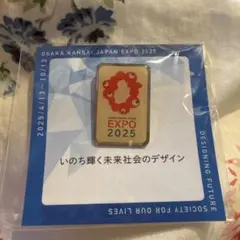 OSAKA, KANSAI, JAPAN EXPO 2025
2025/4/13-10/13
DESIGNING FUTURE
SOCIETY FOR OUR LIVES
EXPO
2025
いのち輝く未来社会のデザイン